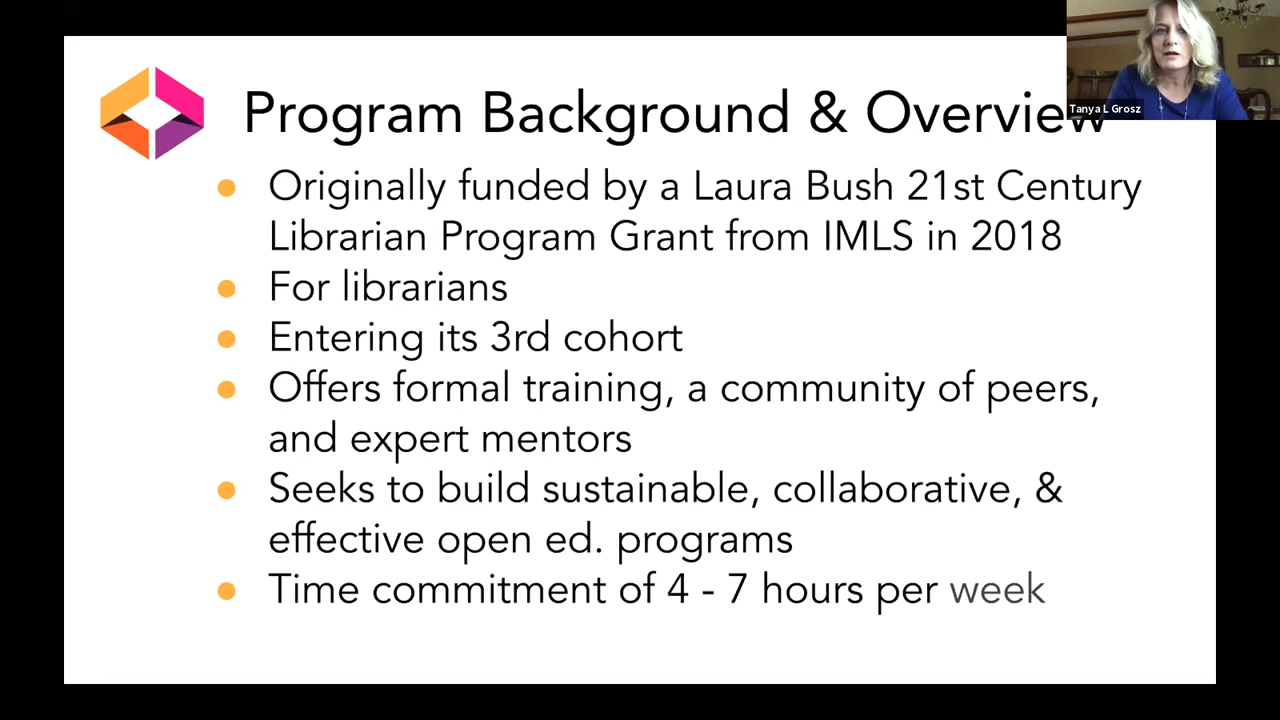 Program Background & Overview
Tanya L Grosz
Originally funded by a Laura Bush 21st Century
Librarian Program Grant from IMLS in 2018
For librarians
Entering its 3rd cohort
Offers formal training, a community of peers,
and expert mentors
Seeks to build sustainable, collaborative, &
effective open ed. programs
Time commitment of 4 - 7 hours per week